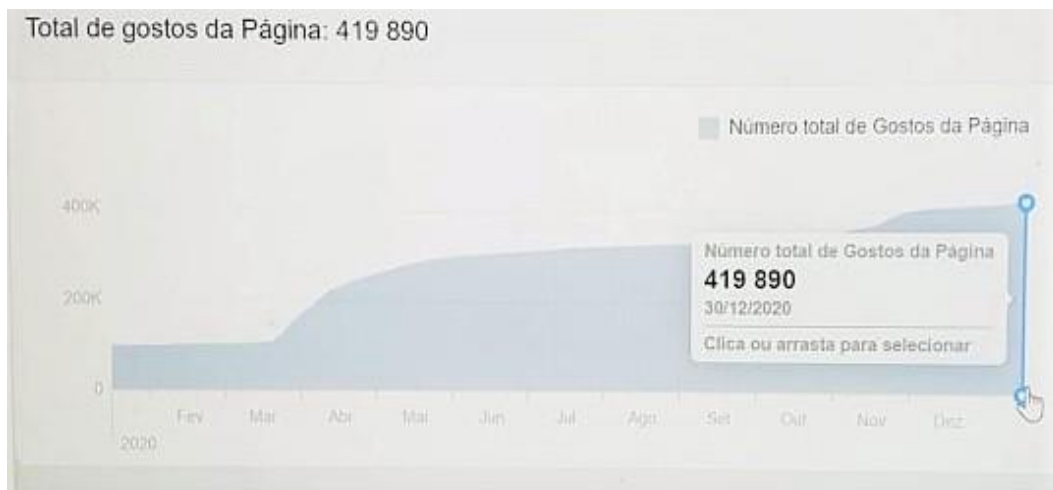 Total de gostos da Página: 419 890
Número total de Gostos da Página
400K
Número total de Gostos da Página
419 890
30/12/2020
Clica ou arrasta para selecionar
200K
0
Fev Mar Abr Mai Jun Jul Ago Set Out Nov Dez
2020